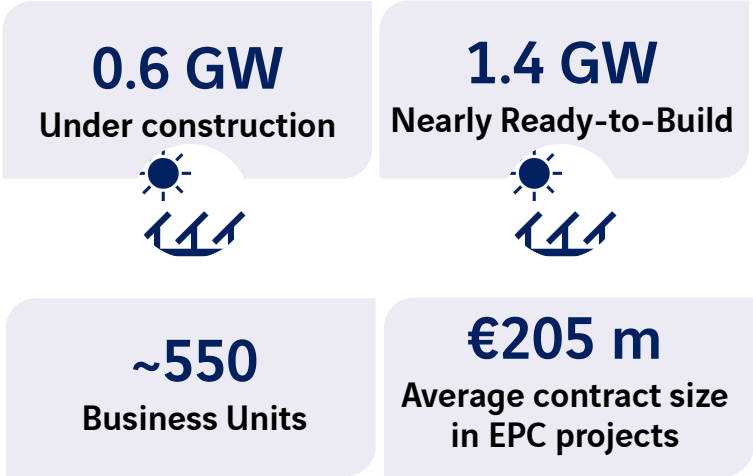 0.6 GW
Under construction
1.4 GW
Nearly Ready-to-Build
~550
Business Units
€205 m
Average contract size
in EPC projects